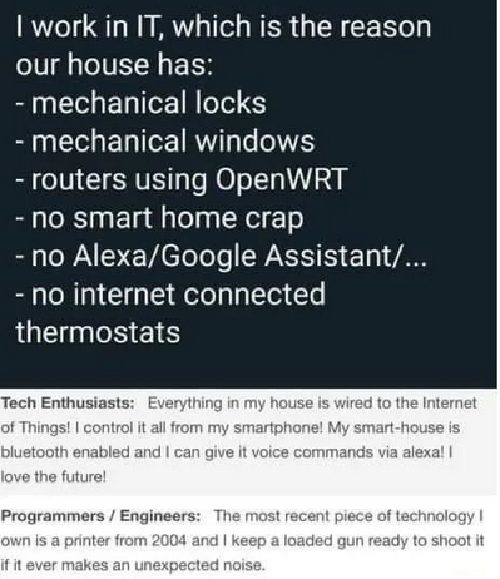 I work in IT, which is the reason
our house has:
- mechanical locks
- mechanical windows
- routers using OpenWRT
- no smart home crap
- no Alexa/Google Assistant/...
- no internet connected
thermostats
Tech Enthusiasts: Everything in my house is wired to the Internet
of Things! I control it all from my smartphone! My smart-house is
bluetooth enabled and I can give it voice commands via alexa! I
love the future!
Programmers / Engineers: The most recent piece of technology I
own is a printer from 2004 and I keep a loaded gun ready to shoot it
if it ever makes an unexpected noise.